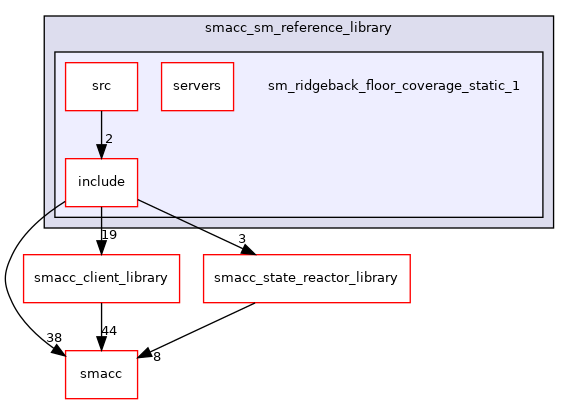 smacc_sm_reference_library
src
servers
sm_ridgeback_floor_coverage_static_1
2
include
19
3
smacc_client_library
smacc_state_reactor_library
38
44
8
smacc